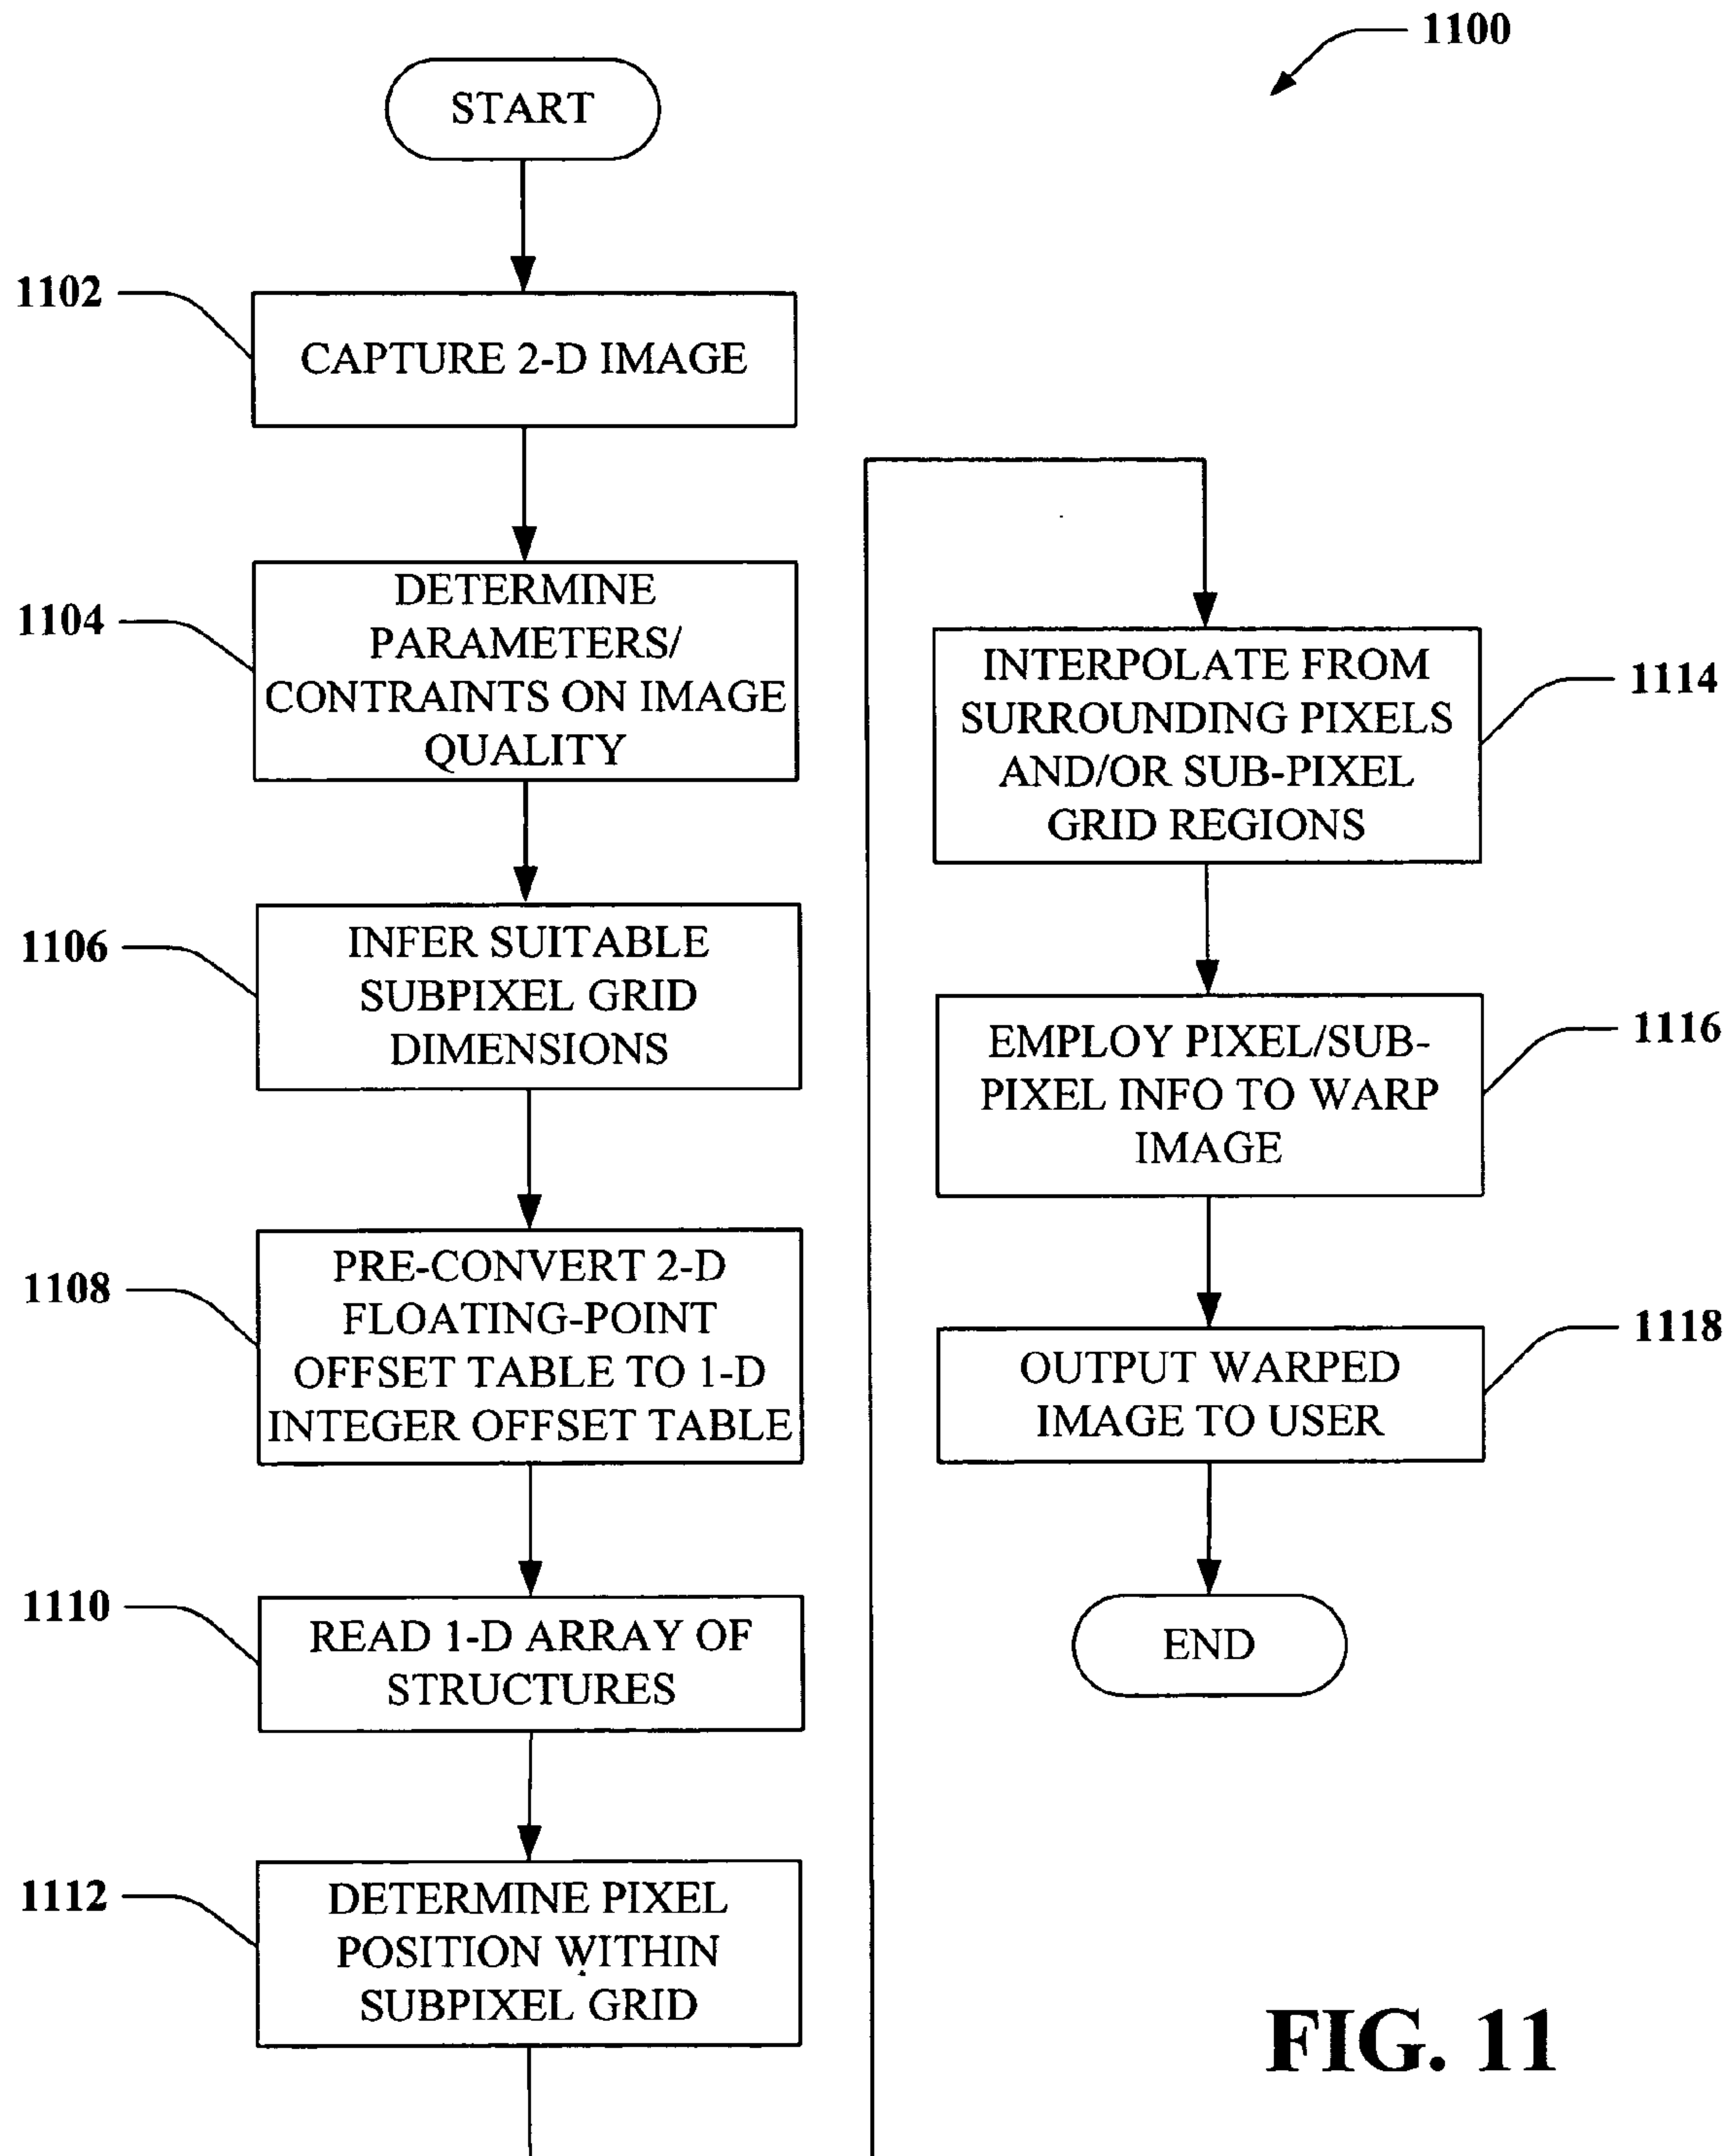 1100
START
1102
CAPTURE 2-D IMAGE
1104
DETERMINE
PARAMETERS/
CONTRAINTS ON IMAGE
QUALITY
1106
INFER SUITABLE
SUBPIXEL GRID
DIMENSIONS
1108
PRE-CONVERT 2-D
FLOATING-POINT
OFFSET TABLE TO 1-D
INTEGER OFFSET TABLE
1110
READ 1-D ARRAY OF
STRUCTURES
1112
DETERMINE PIXEL
POSITION WITHIN
SUBPIXEL GRID
INTERPOLATE FROM
SURROUNDING PIXELS
AND/OR SUB-PIXEL
GRID REGIONS
1114
EMPLOY PIXEL/SUB-
PIXEL INFO TO WARP
IMAGE
1116
OUTPUT WARPED
IMAGE TO USER
1118
END
FIG. 11